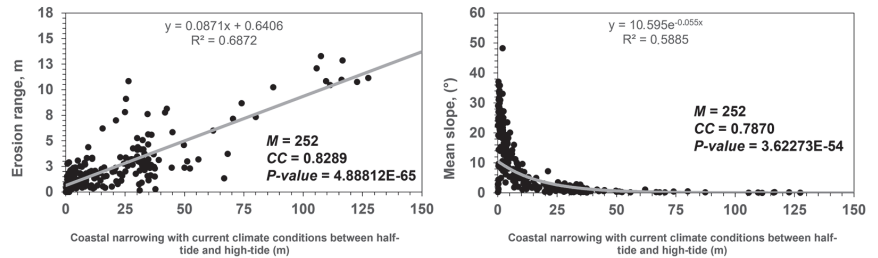 Erosion range, m
18
15
13
10
8
5
3
0
0 25 50 75 100 125 150
y = 0.0871x + 0.6406
R² = 0.6872
M = 252
CC = 0.8289
P-value = 4.88812E-65
Coastal narrowing with current climate conditions between half-
tide and high-tide (m)
Mean slope, (°)
60
50
40
30
20
10
0
0 25 50 75 100 125 150
y = 10.595e-0.055x
R² = 0.5885
M = 252
CC = 0.7870
P-value = 3.62273E-54
Coastal narrowing with current climate conditions between half-
tide and high-tide (m)